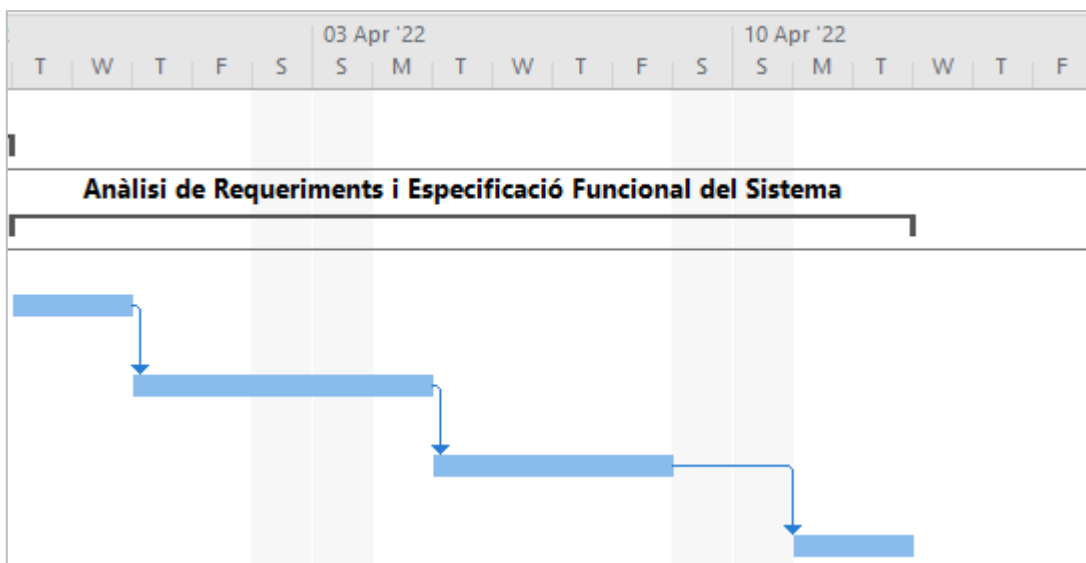 03 Apr '22 10 Apr '22
T W T F S S M T W T F S S M T W T F
Anàlisi de Requeriments i Especificació Funcional del Sistema